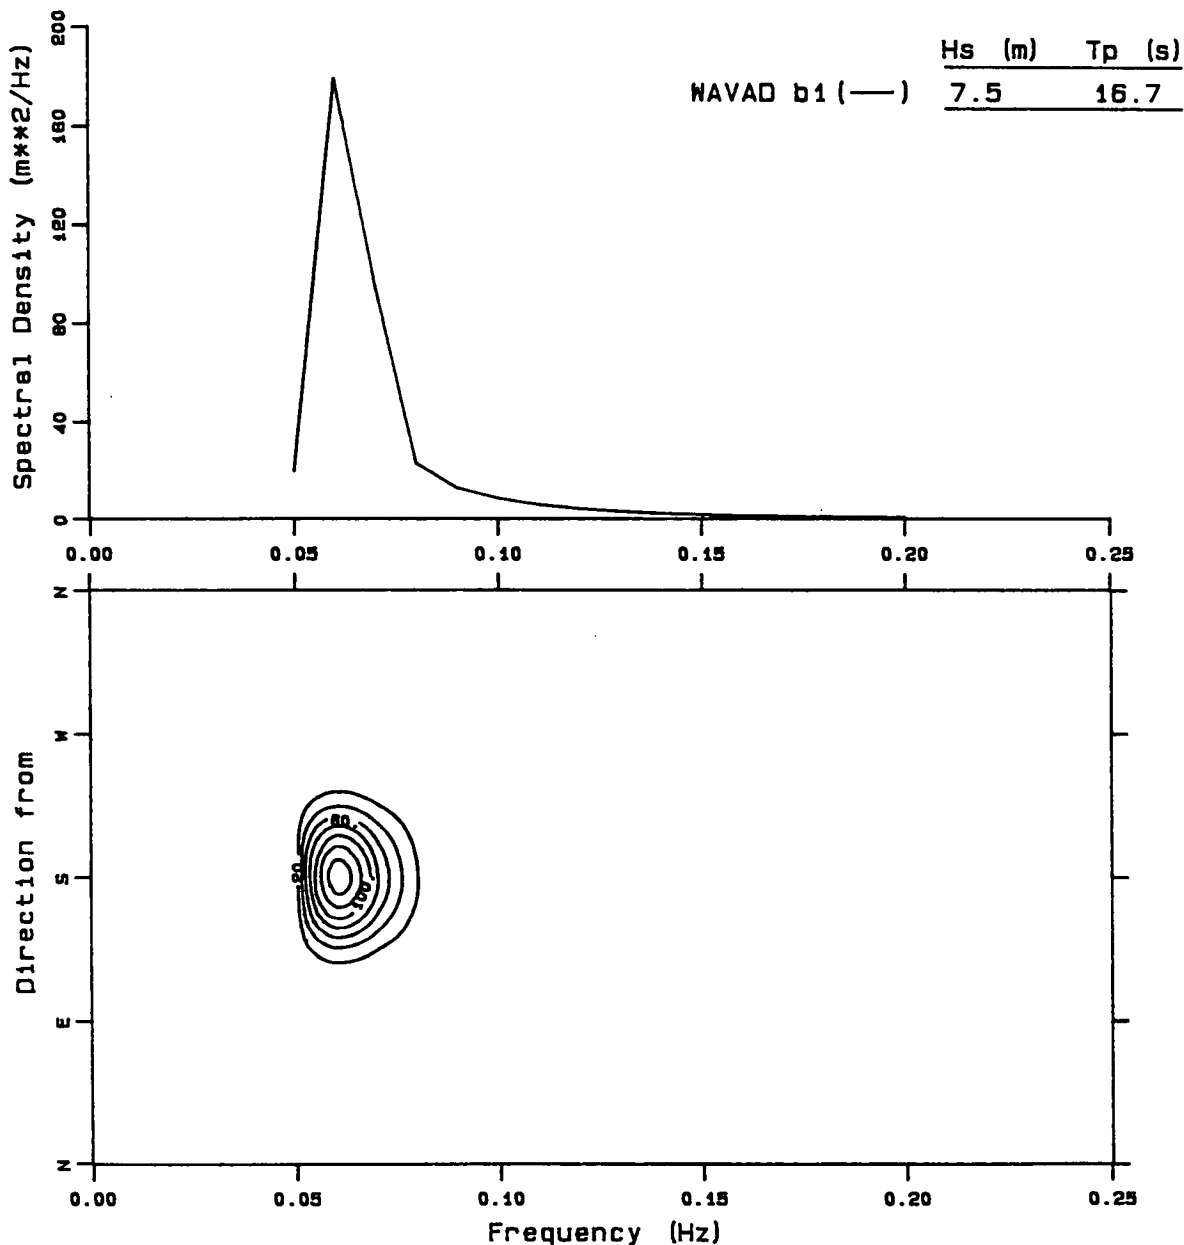 Hs (m) Tp (s)
WAVAD b1 (—) 7.5 16.7
Spectral Density (m**2/Hz)
200
160
120
80
40
0
0.00 0.05 0.10 0.15 0.20 0.25
Direction from
N
W
S
E
N
80.
20.
100.
0.00 0.05 0.10 0.15 0.20 0.25
Frequency (Hz)